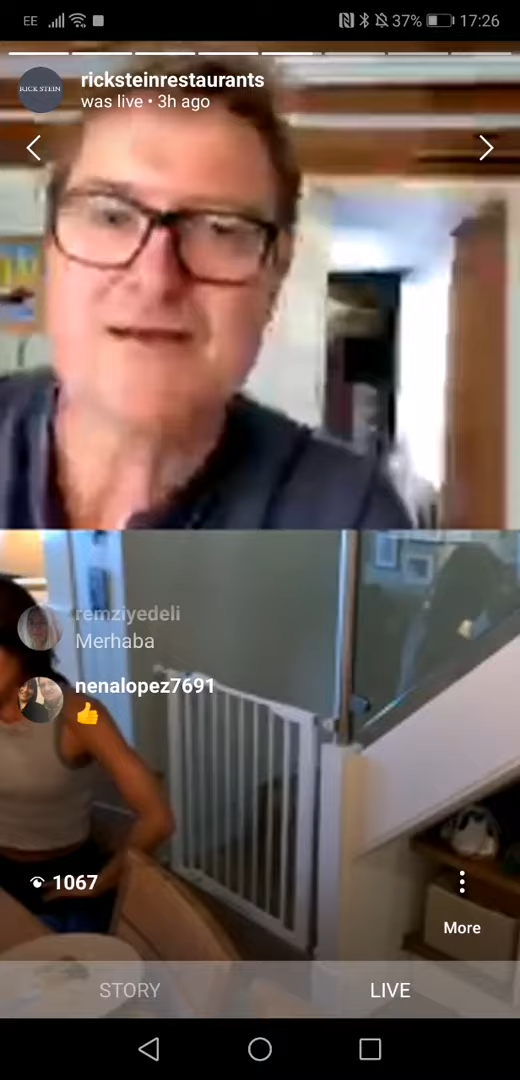 EE 37% 17:26
RICK STEIN
ricksteinrestaurants
was live • 3h ago
remziyedeli
Merhaba
nenalopez7691
👍
1067
More
STORY LIVE